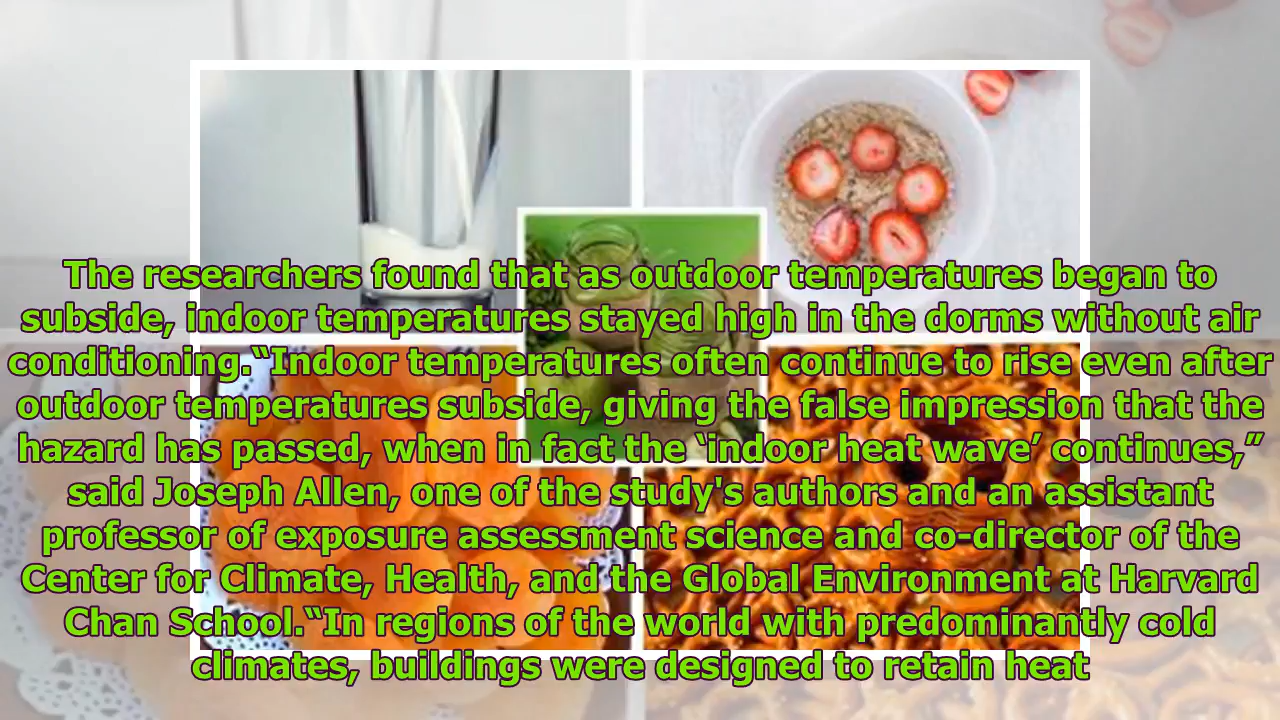 The researchers found that as outdoor temperatures began to
subside, indoor temperatures stayed high in the dorms without air
conditioning.“Indoor temperatures often continue to rise even after
outdoor temperatures subside, giving the false impression that the
hazard has passed, when in fact the ‘indoor heat wave’ continues,”
said Joseph Allen, one of the study's authors and an assistant
professor of exposure assessment science and co-director of the
Center for Climate, Health, and the Global Environment at Harvard
Chan School.“In regions of the world with predominantly cold
climates, buildings were designed to retain heat